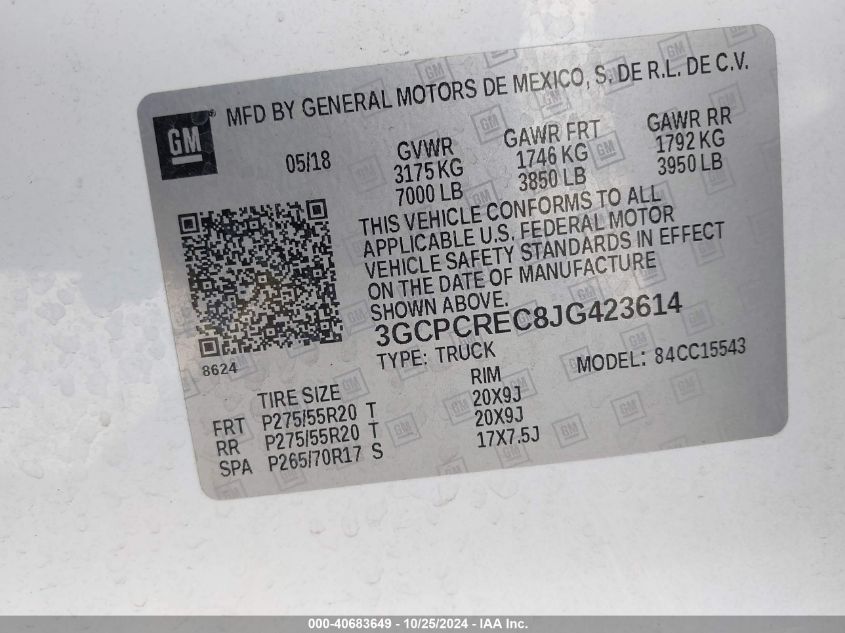 GM ® MFD BY GENERAL MOTORS DE MEXICO, S. DE R.L. DE C.V.
05/18 GVWR GAWR FRT GAWR RR
3175 KG 1746 KG 1792 KG
7000 LB 3850 LB 3950 LB
THIS VEHICLE CONFORMS TO ALL
APPLICABLE U.S. FEDERAL MOTOR
VEHICLE SAFETY STANDARDS IN EFFECT
ON THE DATE OF MANUFACTURE
SHOWN ABOVE.
3GCPCREC8JG423614
8624 TYPE: TRUCK MODEL: 84CC15543
TIRE SIZE RIM
FRT P275/55R20 T 20X9J
RR P275/55R20 T 20X9J
SPA P265/70R17 S 17X7.5J
000-40683649 - 10/25/2024 - IAA Inc.